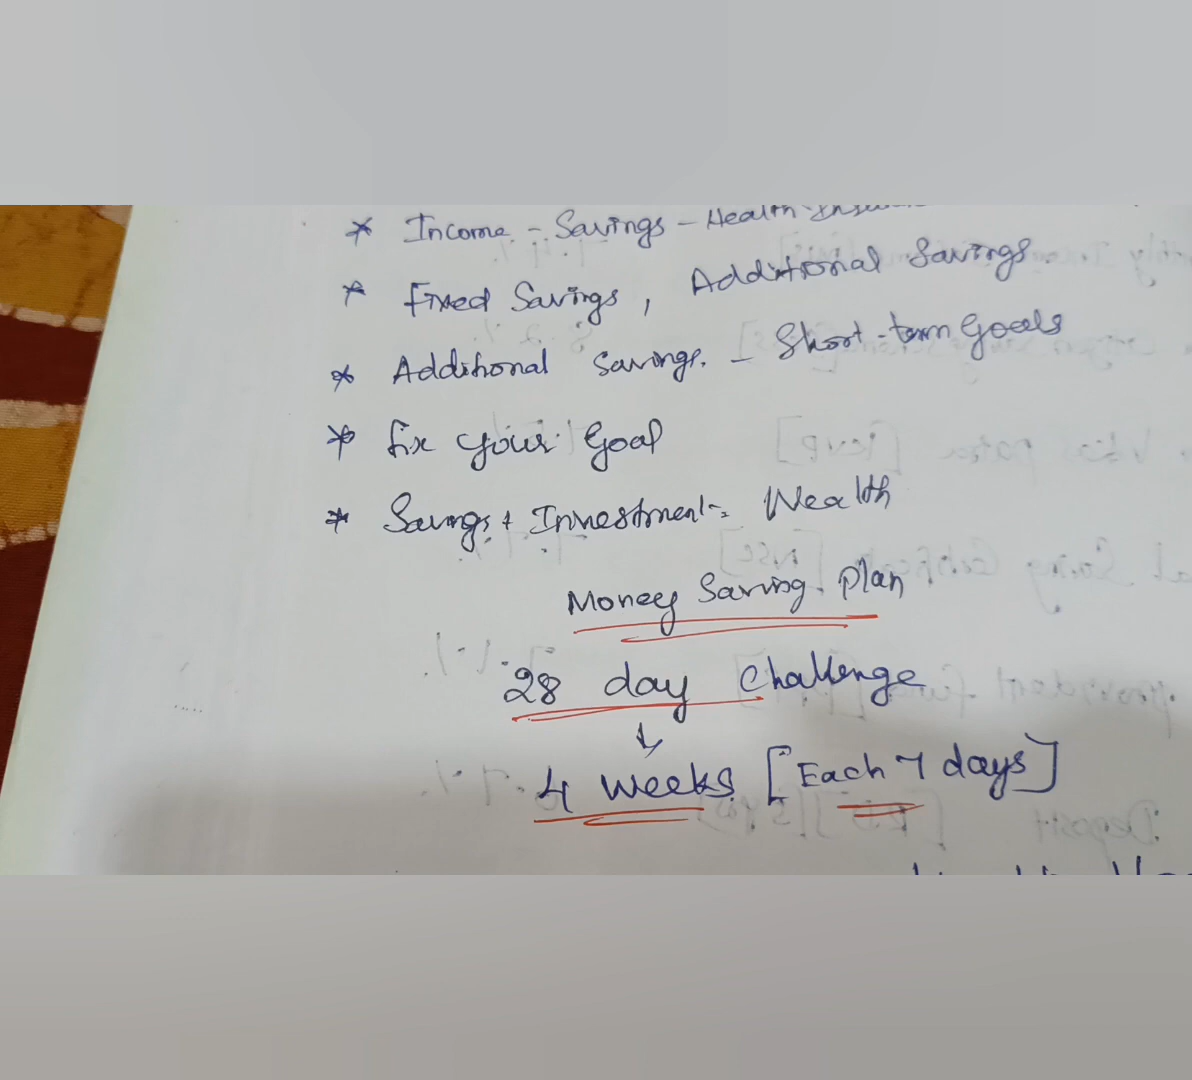 * Income - Savings - Health
* Fixed Savings, Additional Savings
* Additional Savings. - Short-term Goals
* fix your Goal
* Savings + Investment = Wealth
Money Saving Plan
28 day Challenge
↓
4 weeks [Each 7 days]